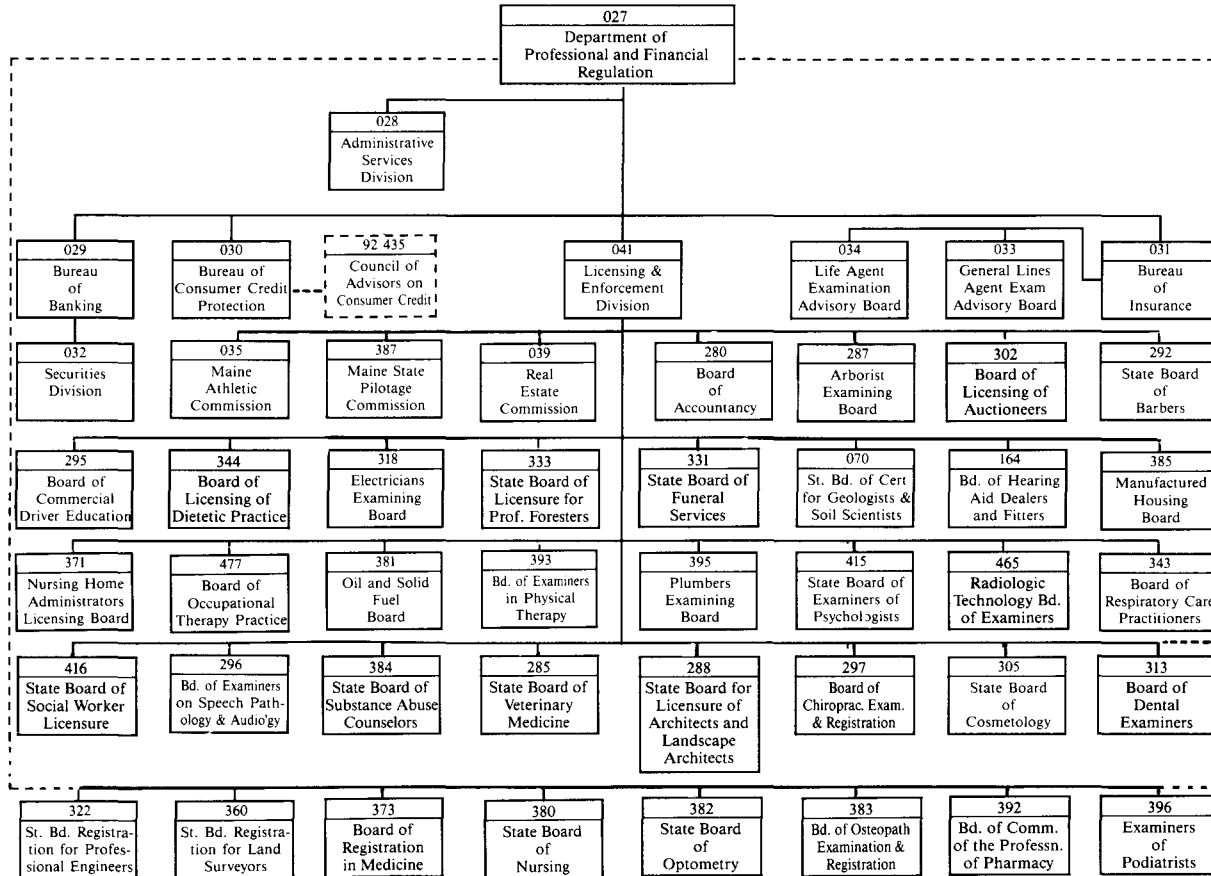 027
Department of
Professional and Financial
Regulation
028
Administrative
Services
Division
029
Bureau
of
Banking
030
Bureau of
Consumer Credit
Protection
92 435
Council of
Advisors on
Consumer Credit
041
Licensing &
Enforcement
Division
034
Life Agent
Examination
Advisory Board
033
General Lines
Agent Exam
Advisory Board
031
Bureau
of
Insurance
032
Securities
Division
035
Maine
Athletic
Commission
387
Maine State
Pilotage
Commission
039
Real
Estate
Commission
280
Board
of
Accountancy
287
Arborist
Examining
Board
302
Board of
Licensing of
Auctioneers
292
State Board
of
Barbers
295
Board of
Commercial
Driver Education
344
Board of
Licensing of
Dietetic Practice
318
Electricians
Examining
Board
333
State Board of
Licensure for
Prof. Foresters
331
State Board of
Funeral
Services
070
St. Bd. of Cert
for Geologists &
Soil Scientists
164
Bd. of Hearing
Aid Dealers
and Fitters
385
Manufactured
Housing
Board
371
Nursing Home
Administrators
Licensing Board
477
Board of
Occupational
Therapy Practice
381
Oil and Solid
Fuel
Board
393
Bd. of Examiners
in Physical
Therapy
395
Plumbers
Examining
Board
415
State Board of
Examiners of
Psychologists
465
Radiologic
Technology Bd.
of Examiners
343
Board of
Respiratory Care
Practitioners
416
State Board of
Social Worker
Licensure
296
Bd. of Examiners
on Speech Path-
ology & Audio'gy
384
State Board of
Substance Abuse
Counselors
285
State Board of
Veterinary
Medicine
288
State Board for
Licensure of
Architects and
Landscape
Architects
297
Board of
Chiroprac. Exam.
& Registration
305
State Board
of
Cosmetology
313
Board of
Dental
Examiners
322
St. Bd. Registra-
tion for Profes-
sional Engineers
360
St. Bd. Registra-
tion for Land
Surveyors
373
Board of
Registration
in Medicine
380
State Board
of
Nursing
382
State Board
of
Optometry
383
Bd. of Osteopath
Examination &
Registration
392
Bd. of Comm.
of the Professn.
of Pharmacy
396
Examiners
of
Podiatrists